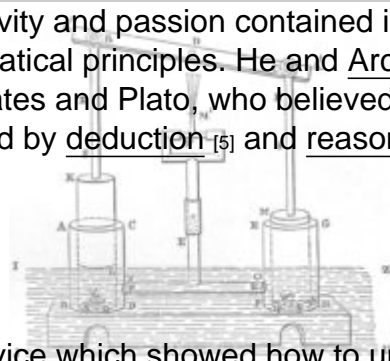 vity and passion contained i
atical principles. He and Arc
ates and Plato, who believed
d by deduction [5] and reasor
K
A C
M
E G
E
I
vice which showed how to u